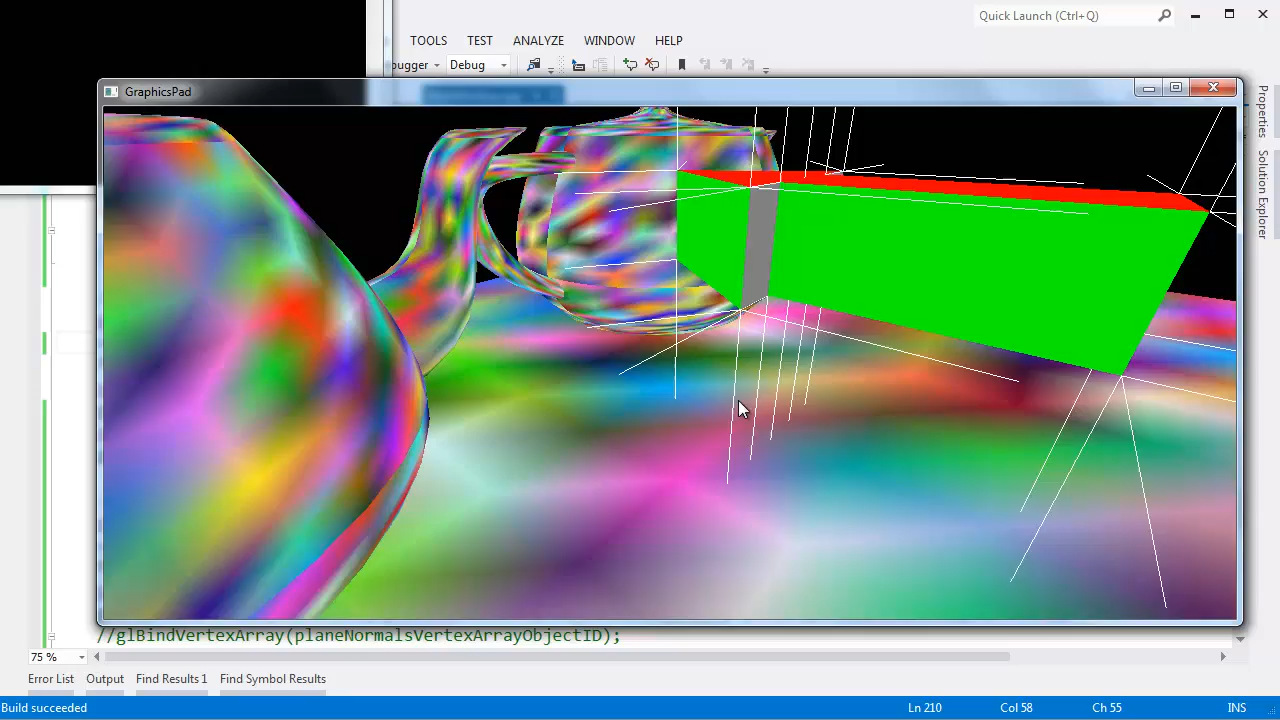 Quick Launch (Ctrl+Q)
TOOLS TEST ANALYZE WINDOW HELP
bugger Debug
GraphicsPad
Properties
Solution Explorer
//glBindVertexArray(planeNormalsVertexArrayObjectID);
75 %
Error List Output Find Results 1 Find Symbol Results
Build succeeded Ln 210 Col 58 Ch 55 INS